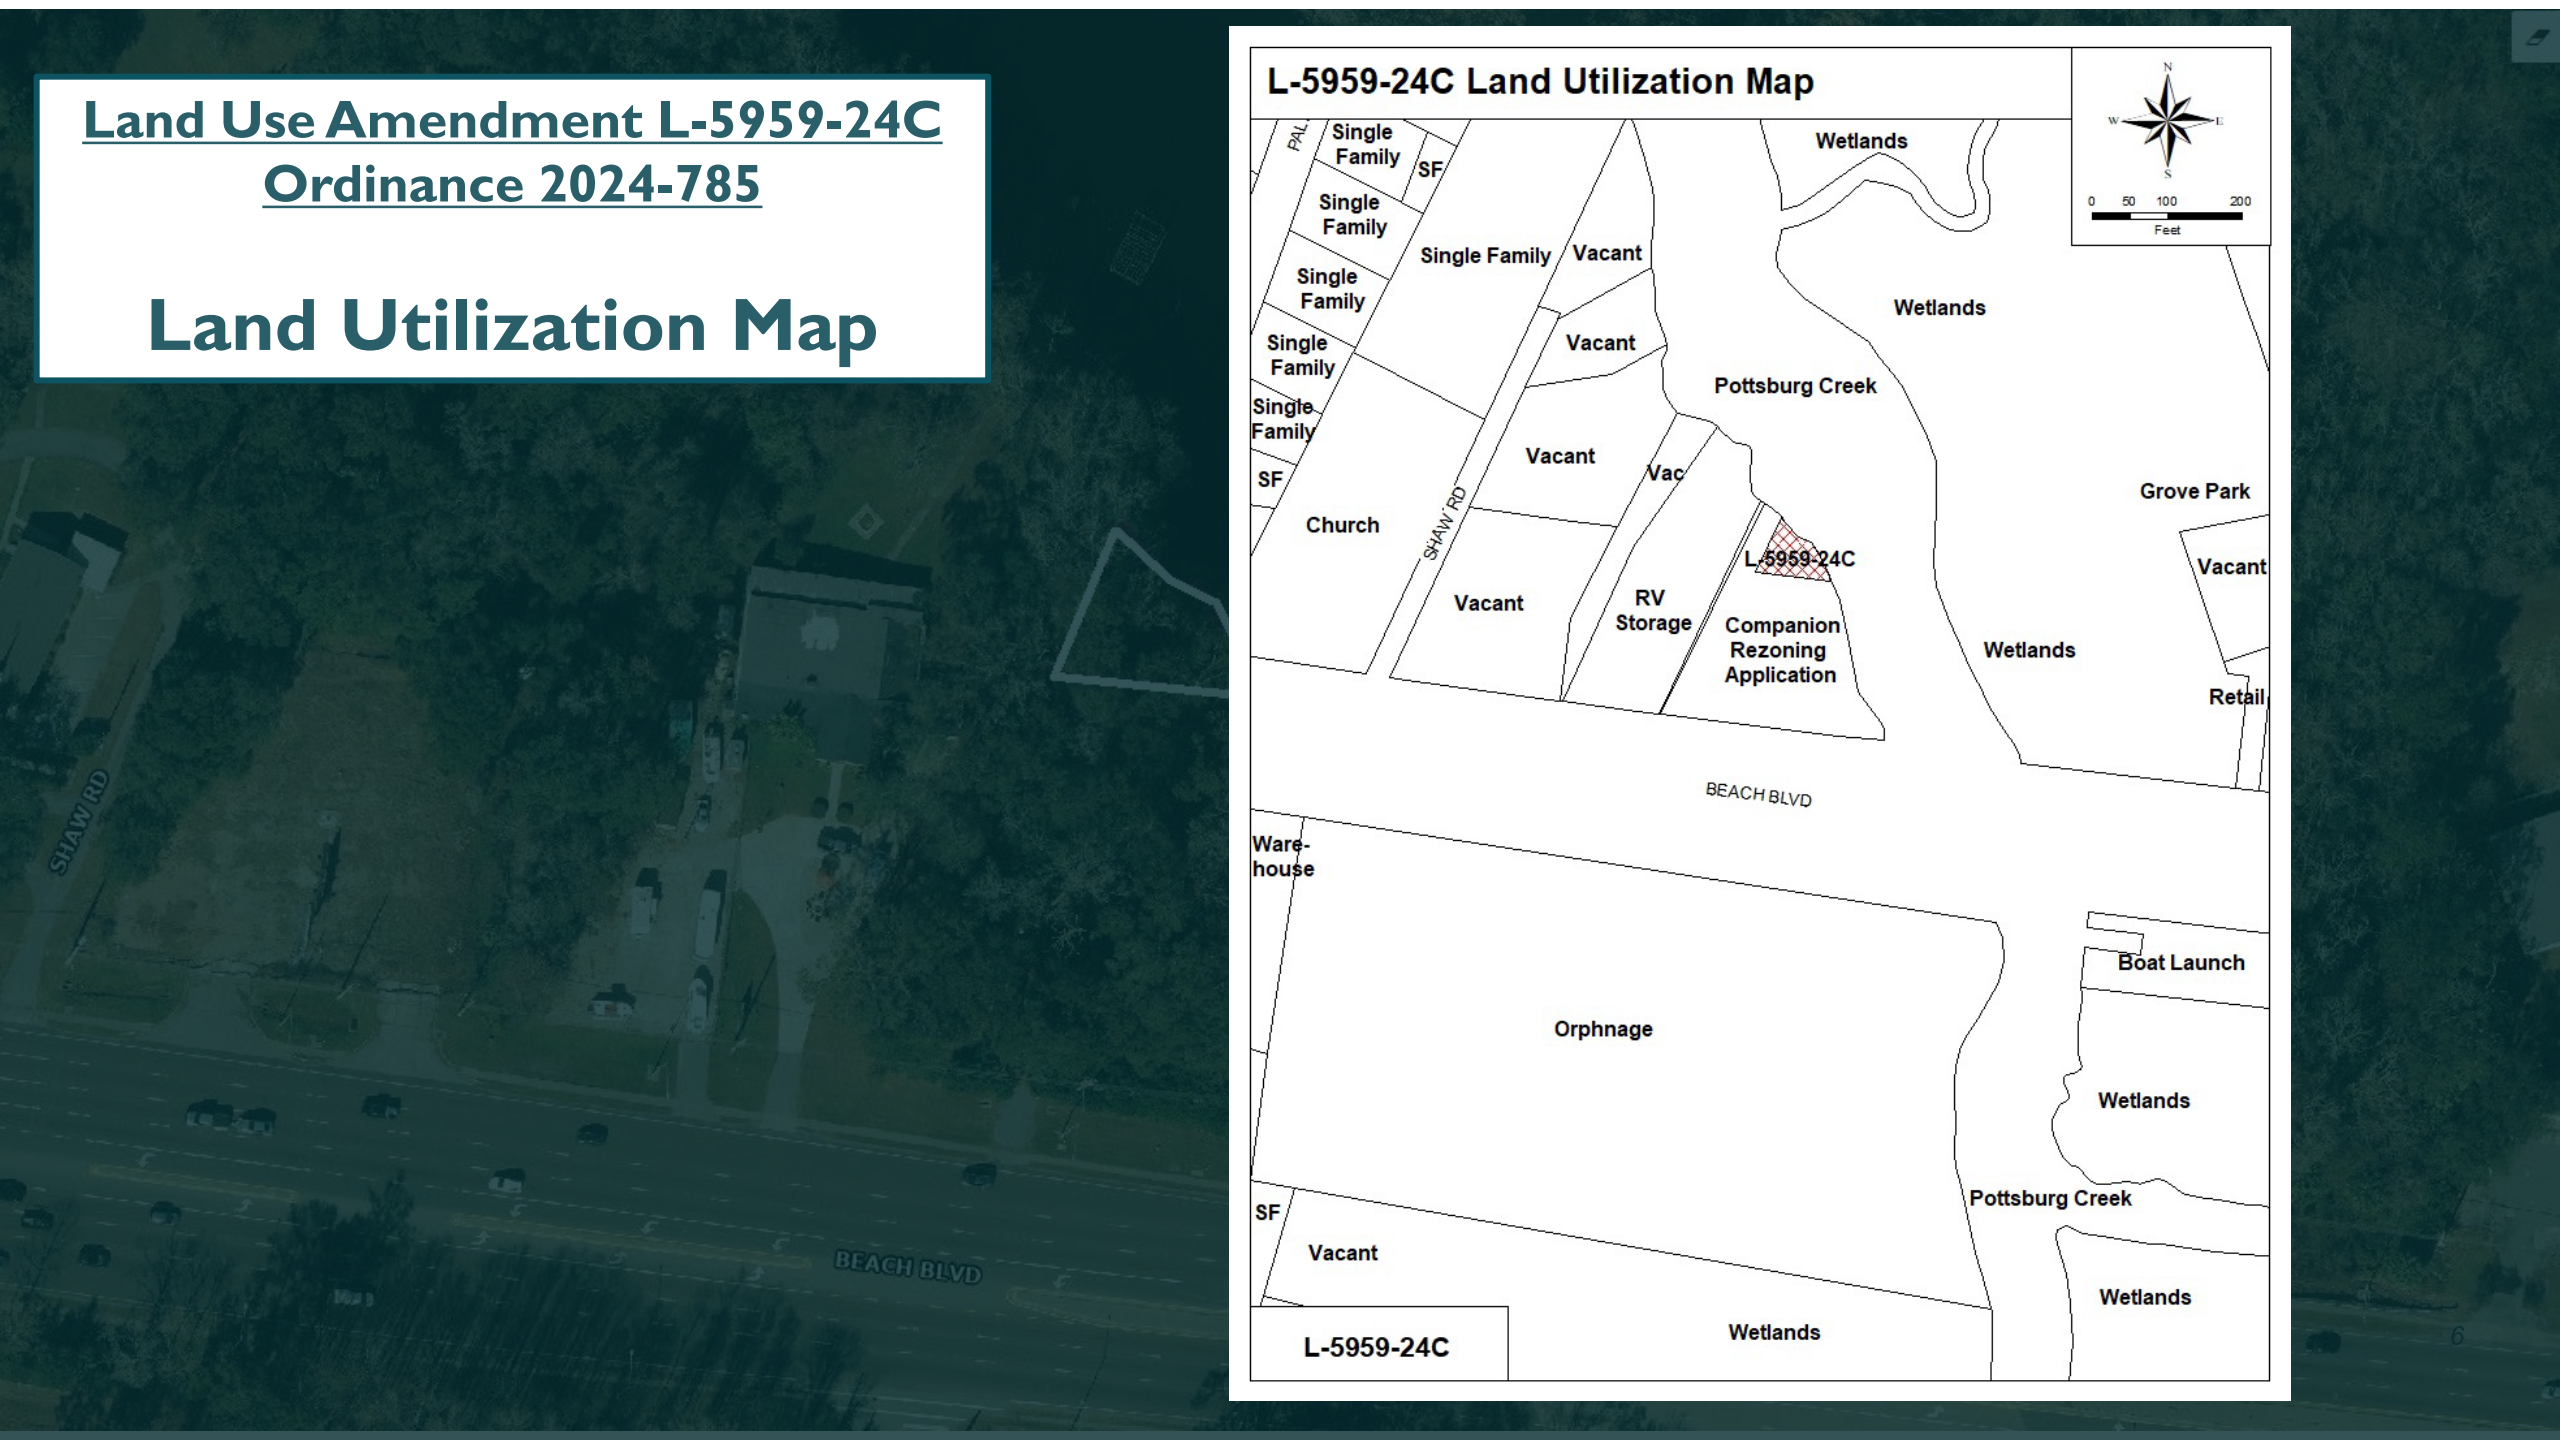 Land Use Amendment L-5959-24C
Ordinance 2024-785
Land Utilization Map
SHAW RD
BEACH BLVD
L-5959-24C Land Utilization Map
N
W
E
S
0 50 100 200
Feet
PAL
Single
Family
SF
Wetlands
Single
Family
Single Family
Vacant
Single
Family
Wetlands
Single
Family
Vacant
Pottsburg Creek
Single
Family
Vacant
Vac
SF
Grove Park
Church
SHAW RD
L-5959-24C
Vacant
Vacant
RV
Storage
Companion
Rezoning
Application
Wetlands
Retail
BEACH BLVD
Ware-
house
Boat Launch
Orphnage
Wetlands
Pottsburg Creek
SF
Vacant
Wetlands
Wetlands
L-5959-24C
6